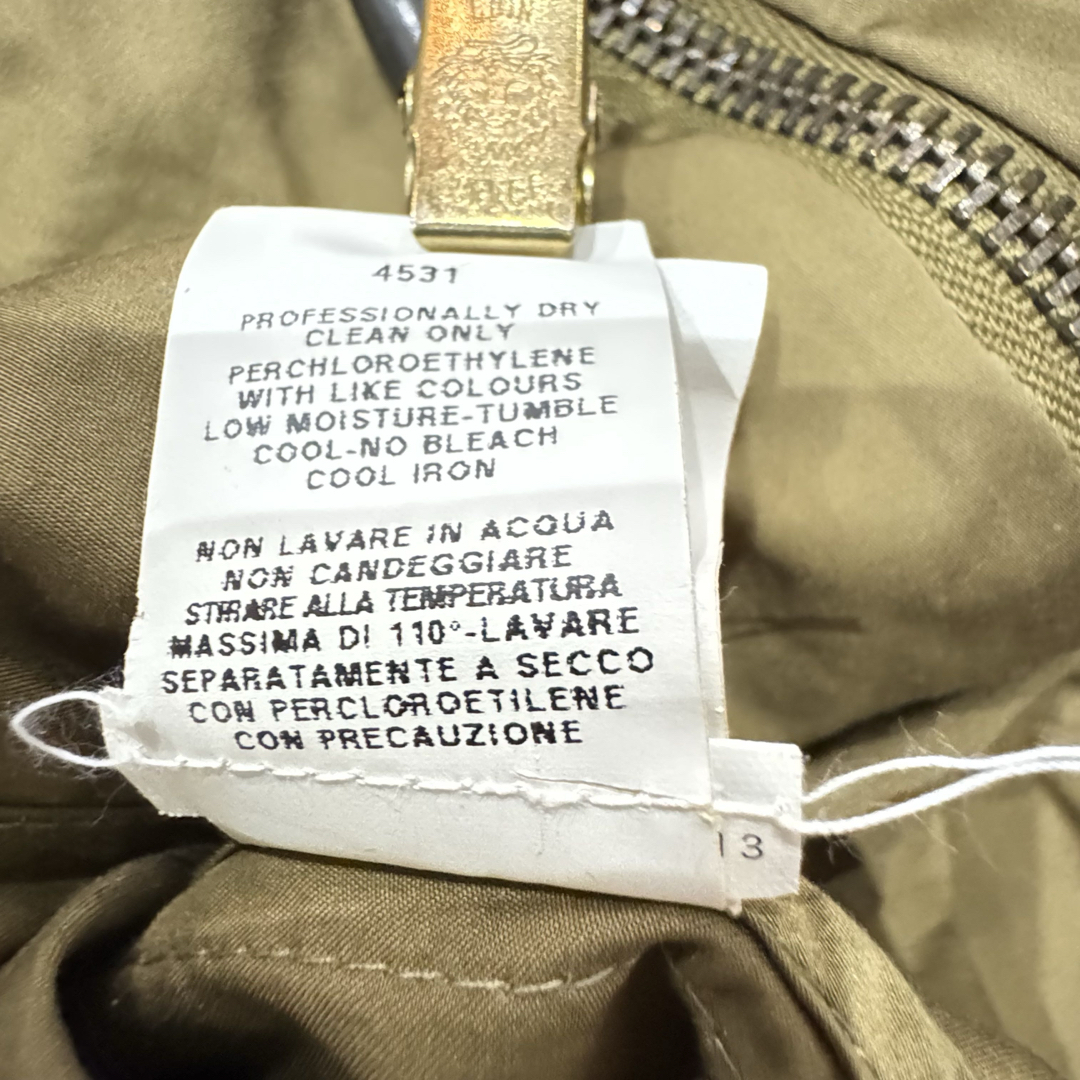 4531
PROFESSIONALLY DRY
CLEAN ONLY
PERCHLOROETHYLENE
WITH LIKE COLOURS
LOW MOISTURE-TUMBLE
COOL-NO BLEACH
COOL IRON
NON LAVARE IN ACQUA
NON CANDEGGIARE
STIRARE ALLA TEMPERATURA
MASSIMA DI 110°-LAVARE
SEPARATAMENTE A SECCO
CON PERCLOROETILENE
CON PRECAUZIONE
13